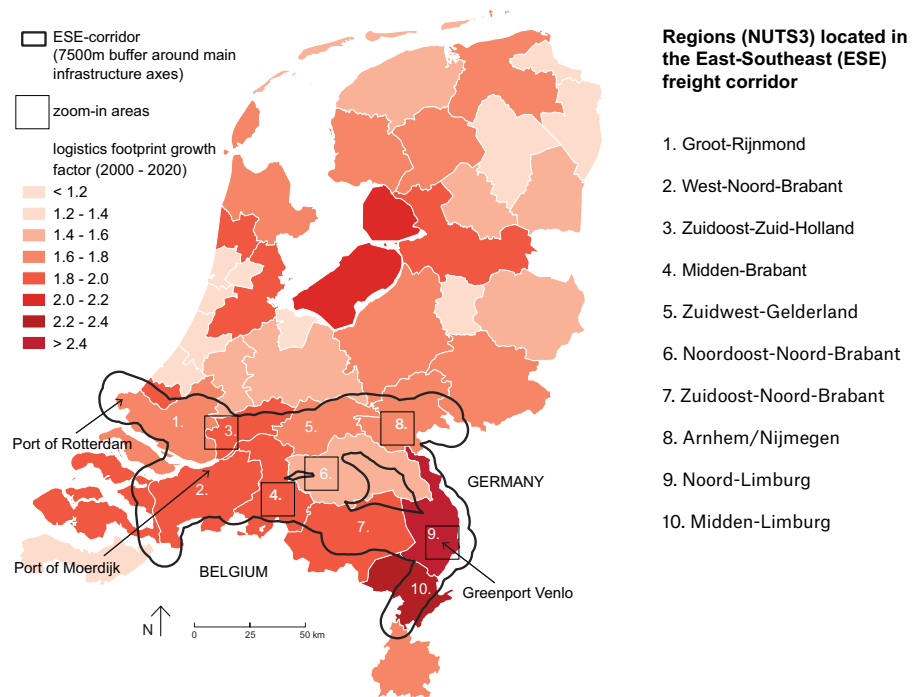 ESE-corridor
(7500m buffer around main
infrastructure axes)
zoom-in areas
logistics footprint growth
factor (2000 - 2020)
< 1.2
1.2 - 1.4
1.4 - 1.6
1.6 - 1.8
1.8 - 2.0
2.0 - 2.2
2.2 - 2.4
> 2.4
Port of Rotterdam
1.
3.
5.
8.
2.
4.
6.
7.
9.
10.
GERMANY
Port of Moerdijk
BELGIUM
Greenport Venlo
N
0
25
50 km
Regions (NUTS3) located in
the East-Southeast (ESE)
freight corridor
1. Groot-Rijnmond
2. West-Noord-Brabant
3. Zuidoost-Zuid-Holland
4. Midden-Brabant
5. Zuidwest-Gelderland
6. Noordoost-Noord-Brabant
7. Zuidoost-Noord-Brabant
8. Arnhem/Nijmegen
9. Noord-Limburg
10. Midden-Limburg